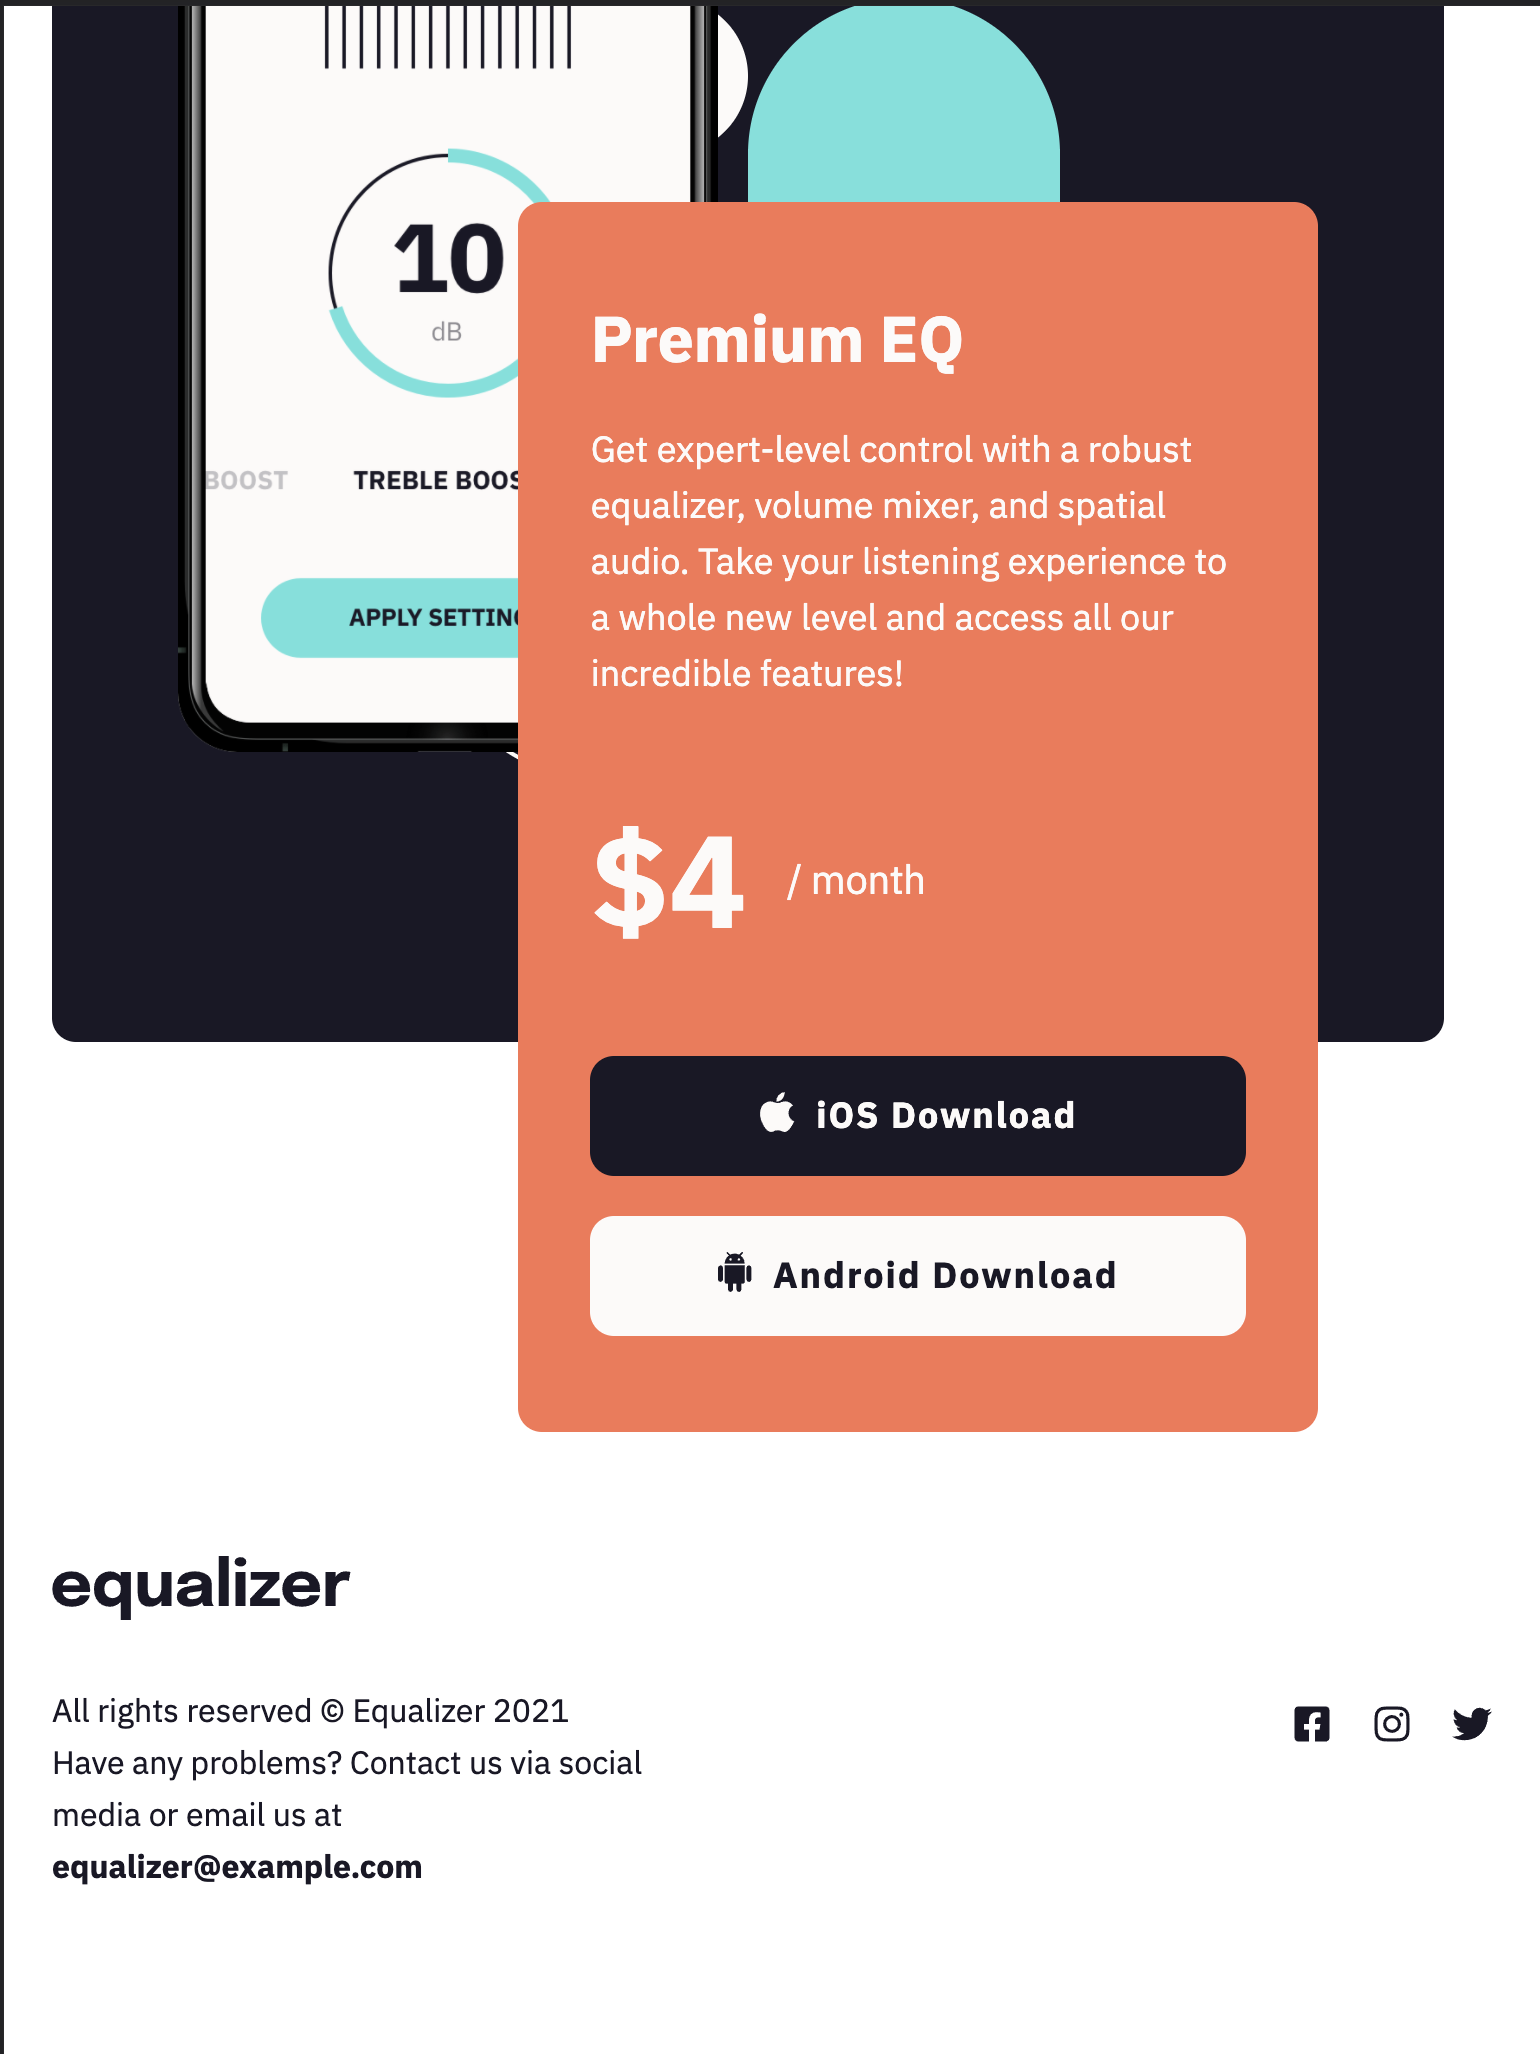 10
dB
BOOST
TREBLE BOOS
APPLY SETTING
Premium EQ
Get expert-level control with a robust
equalizer, volume mixer, and spatial
audio. Take your listening experience to
a whole new level and access all our
incredible features!
$4 / month
iOS Download
Android Download
equalizer
All rights reserved © Equalizer 2021
Have any problems? Contact us via social
media or email us at
equalizer@example.com